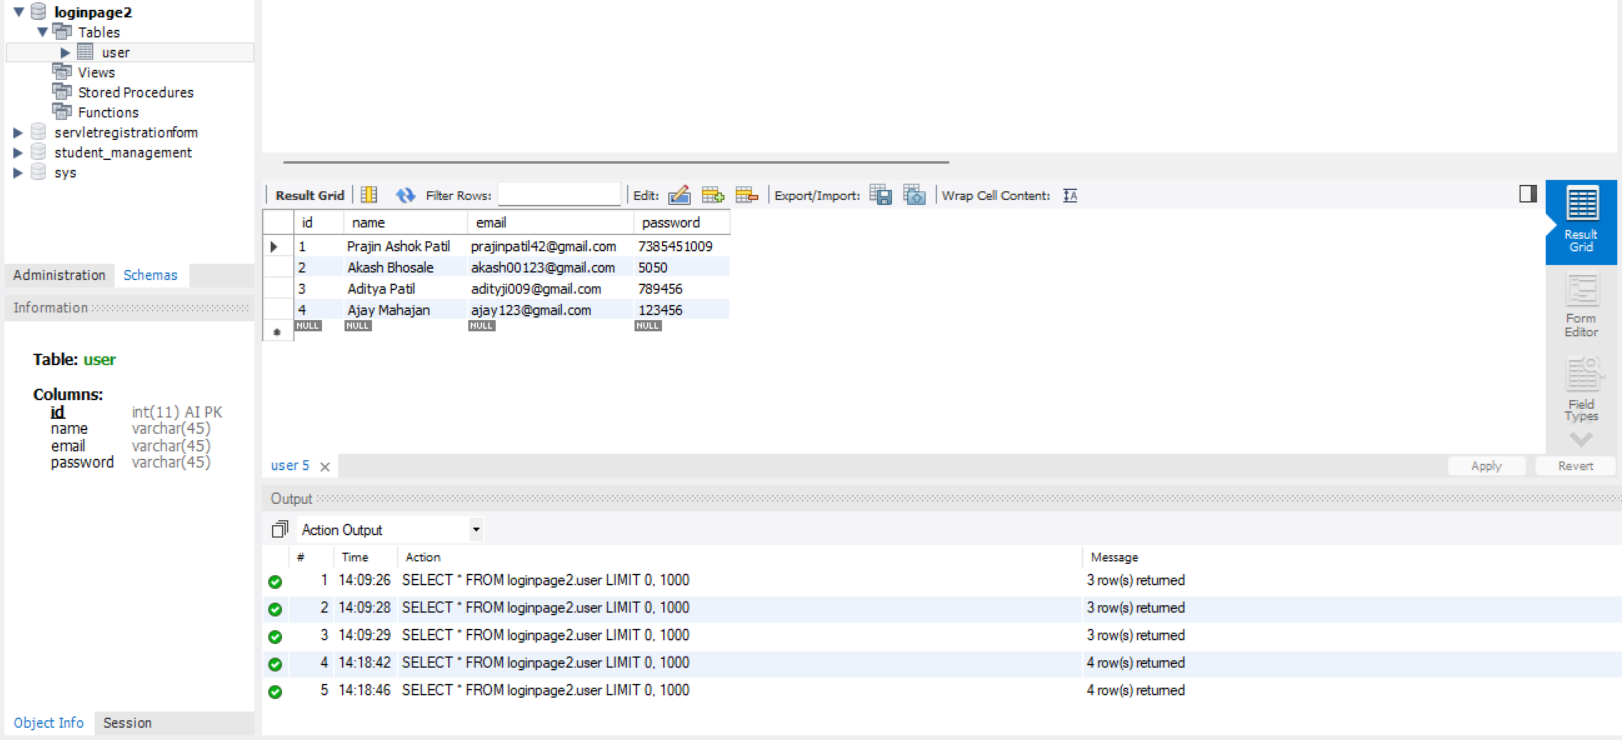 loginpage2
Tables
user
Views
Stored Procedures
Functions
servletregistrationfom
student_management
sys
Administration Schemas
Information
Table: user
Columns:
id int(11) AI PK
name varchar(45)
email varchar(45)
password varchar(45)
Object Info Session
Result Grid Filter Rows: Edit: Export/Import: Wrap Cell Content:
id name email password
1 Prajin Ashok Patil prajinpatil42@gmail.com 7385451009
2 Akash Bhosale akash00123@gmail.com 5050
3 Aditya Patil adityji009@gmail.com 789456
4 Ajay Mahajan ajay123@gmail.com 123456
NULL NULL NULL NULL
Result
Grid
Form
Editor
Field
Types
user 5
Apply Revert
Output
Action Output
# Time Action Message
1 14:09:26 SELECT * FROM loginpage2.user LIMIT 0, 1000 3 row(s) returned
2 14:09:28 SELECT * FROM loginpage2.user LIMIT 0, 1000 3 row(s) returned
3 14:09:29 SELECT * FROM loginpage2.user LIMIT 0, 1000 3 row(s) returned
4 14:18:42 SELECT * FROM loginpage2.user LIMIT 0, 1000 4 row(s) returned
5 14:18:46 SELECT * FROM loginpage2.user LIMIT 0, 1000 4 row(s) returned